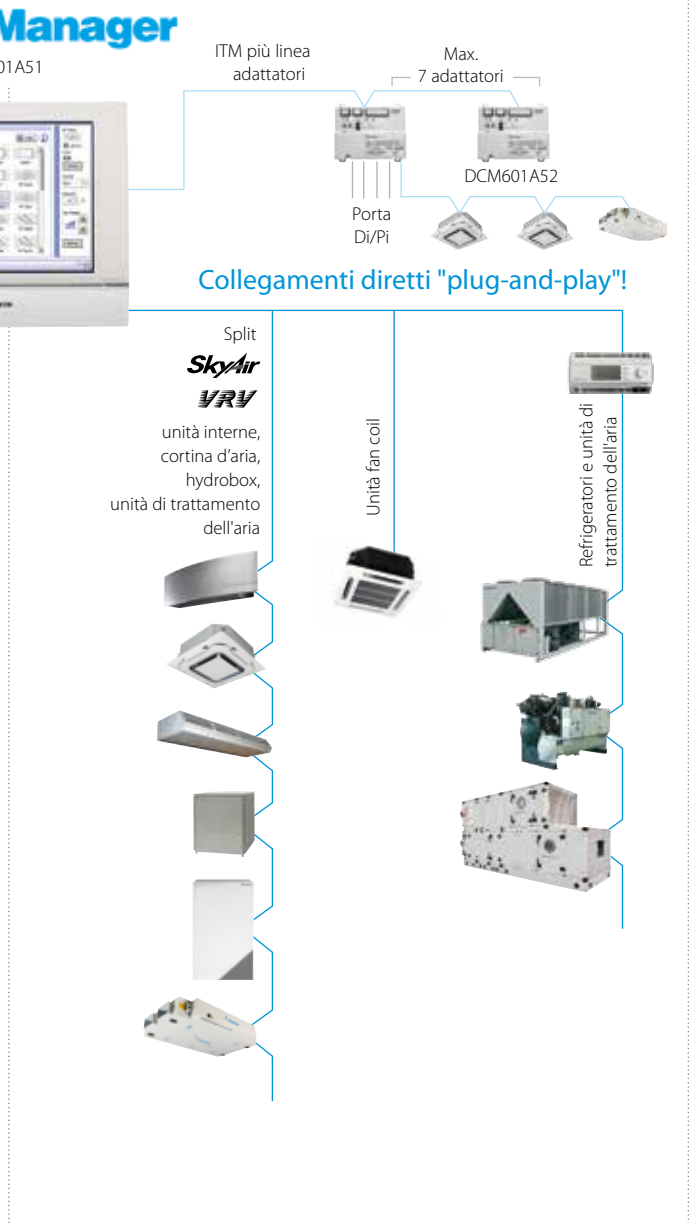 Manager
01A51
ITM più linea
adattatori
Max.
7 adattatori
DCM601A52
Porta
Di/Pi
Collegamenti diretti "plug-and-play"!
Split
SkyAir
VRV
unità interne,
cortina d'aria,
hydrobox,
unità di trattamento
dell'aria
Unità fan coil
Refrigeratori e unità di
trattamento dell'aria